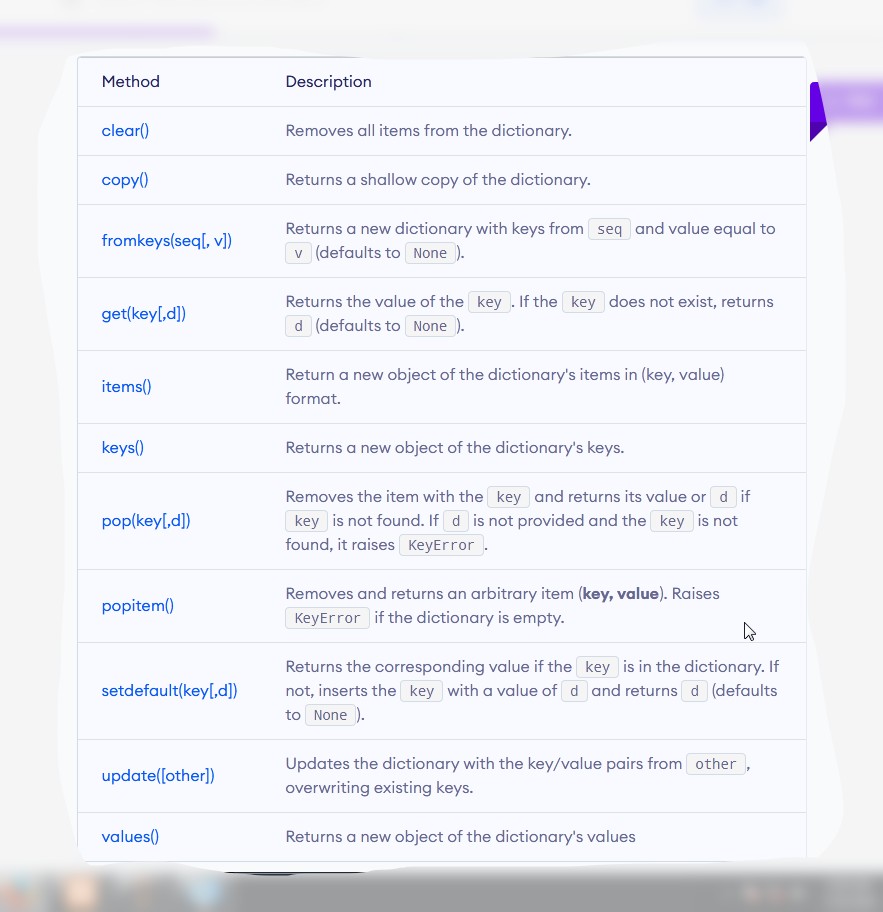 Method Description
clear() Removes all items from the dictionary.
copy() Returns a shallow copy of the dictionary.
fromkeys(seq[, v]) Returns a new dictionary with keys from seq and value equal to
v (defaults to None ).
get(key[,d]) Returns the value of the key . If the key does not exist, returns
d (defaults to None ).
items() Return a new object of the dictionary's items in (key, value)
format.
keys() Returns a new object of the dictionary's keys.
pop(key[,d]) Removes the item with the key and returns its value or d if
key is not found. If d is not provided and the key is not
found, it raises KeyError .
popitem() Removes and returns an arbitrary item (key, value). Raises
KeyError if the dictionary is empty.
setdefault(key[,d]) Returns the corresponding value if the key is in the dictionary. If
not, inserts the key with a value of d and returns d (defaults
to None ).
update([other]) Updates the dictionary with the key/value pairs from other ,
overwriting existing keys.
values() Returns a new object of the dictionary's values